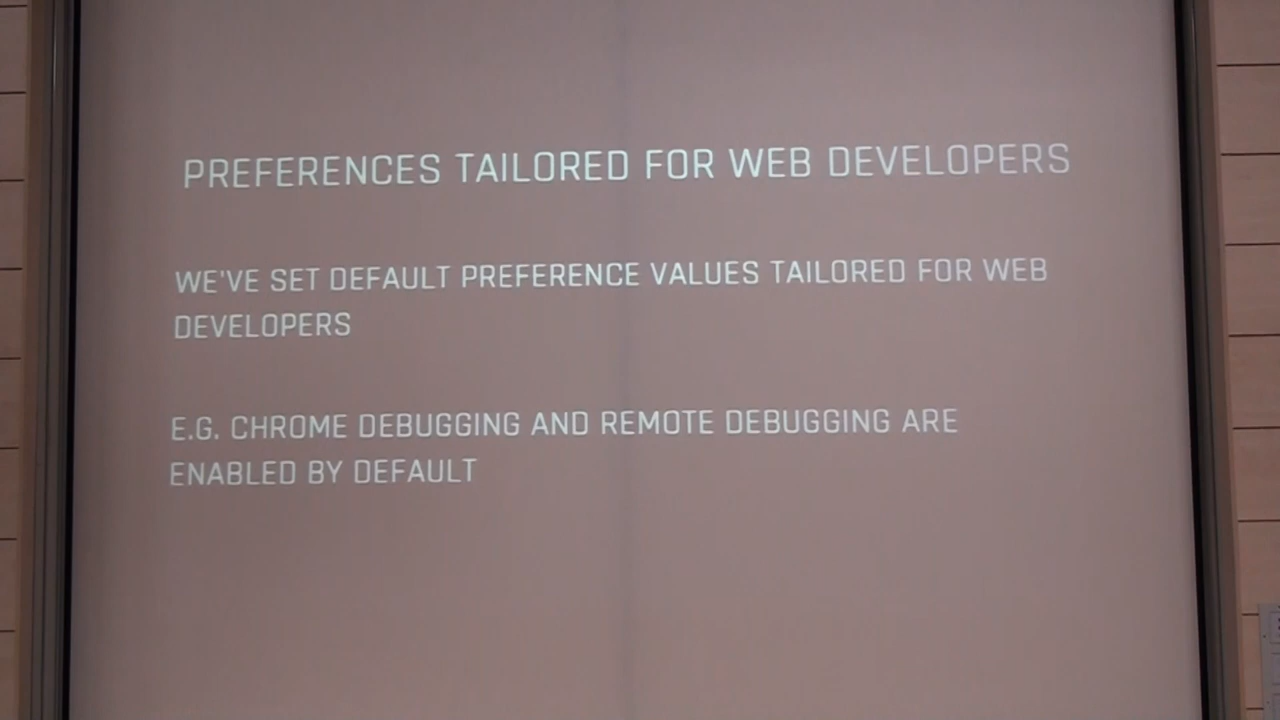 PREFERENCES TAILORED FOR WEB DEVELOPERS
WE'VE SET DEFAULT PREFERENCE VALUES TAILORED FOR WEB
DEVELOPERS
E.G. CHROME DEBUGGING AND REMOTE DEBUGGING ARE
ENABLED BY DEFAULT